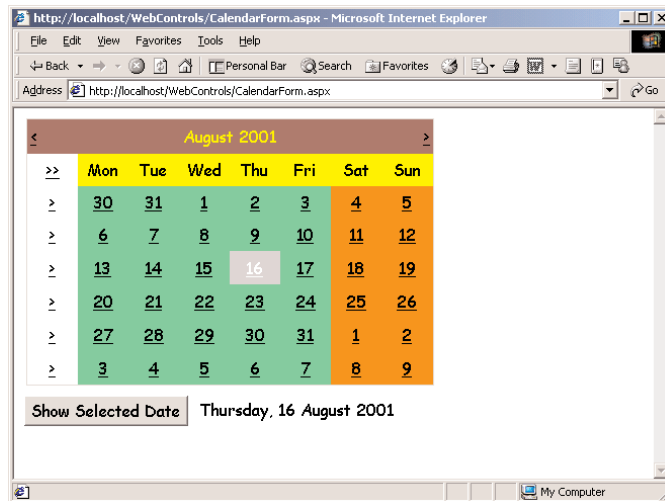 http://localhost/WebControls/CalendarForm.aspx - Microsoft Internet Explorer
File Edit View Favorites Tools Help
Back Personal Bar Search Favorites
Address http://localhost/WebControls/CalendarForm.aspx Go
< August 2001 >
>> Mon Tue Wed Thu Fri Sat Sun
> 30 31 1 2 3 4 5
> 6 7 8 9 10 11 12
> 13 14 15 16 17 18 19
> 20 21 22 23 24 25 26
> 27 28 29 30 31 1 2
> 3 4 5 6 7 8 9
Show Selected Date Thursday, 16 August 2001
My Computer